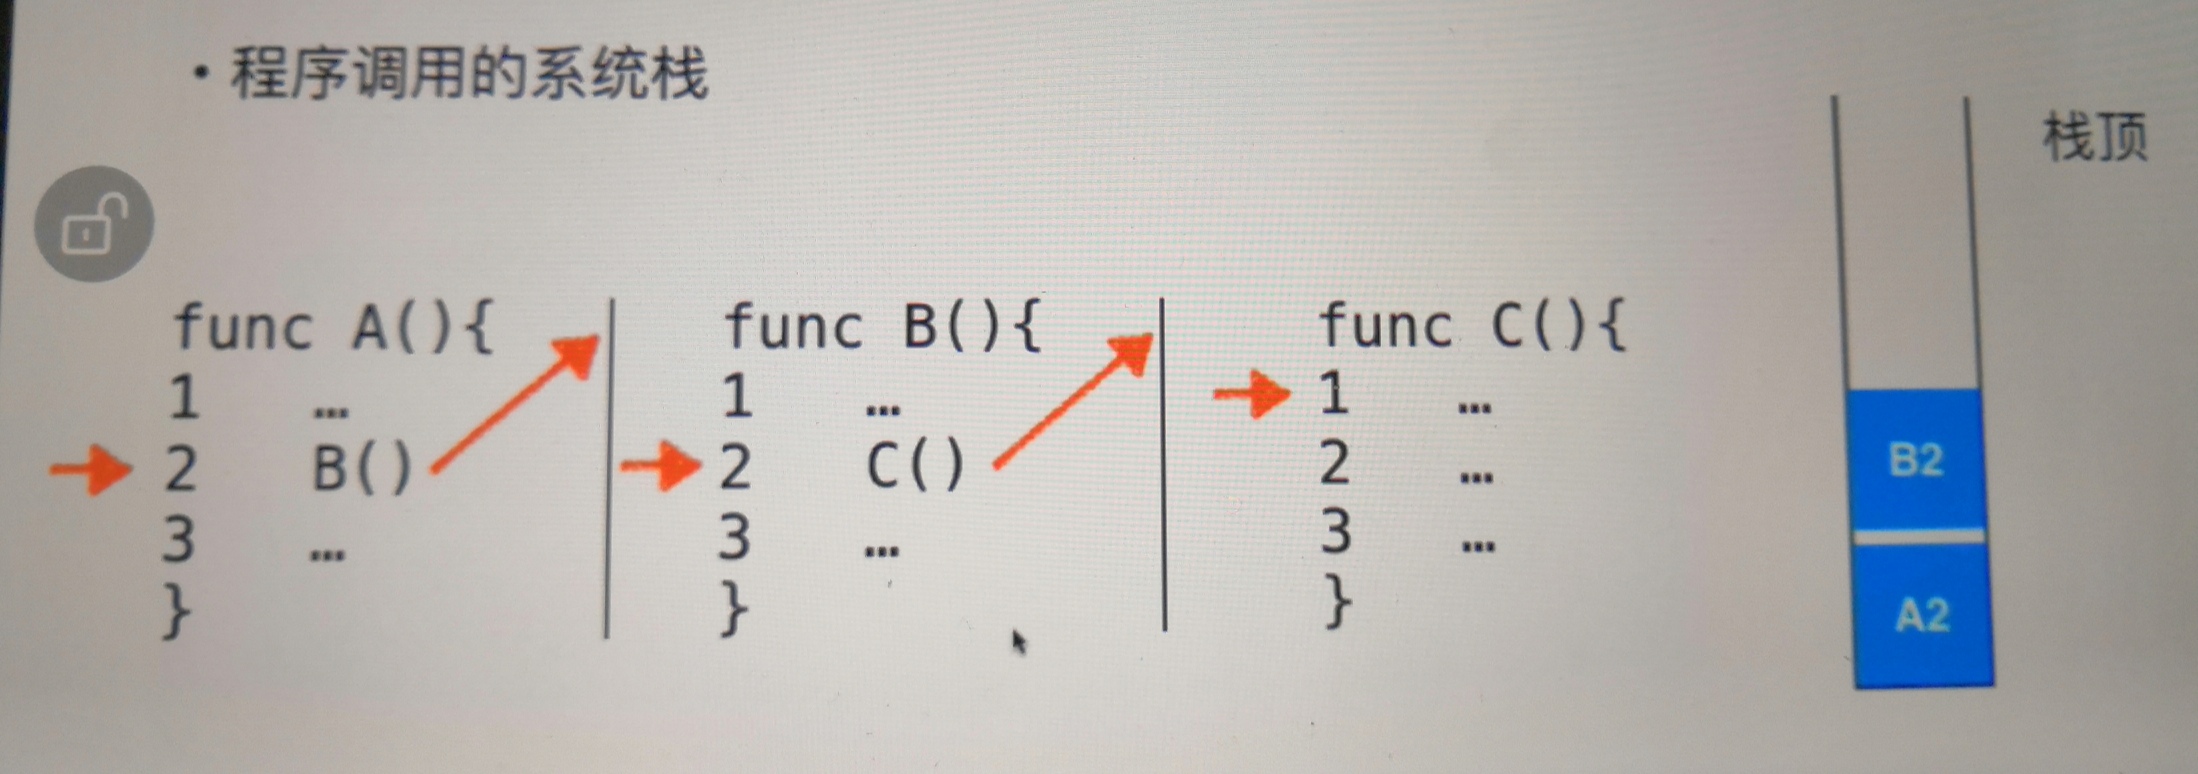 • 程序调用的系统栈
栈顶
func A(){
1 …
2 B()
3 …
}
func B(){
1 …
2 C()
3 …
}
func C(){
1 …
2 …
3 …
}
B2
A2